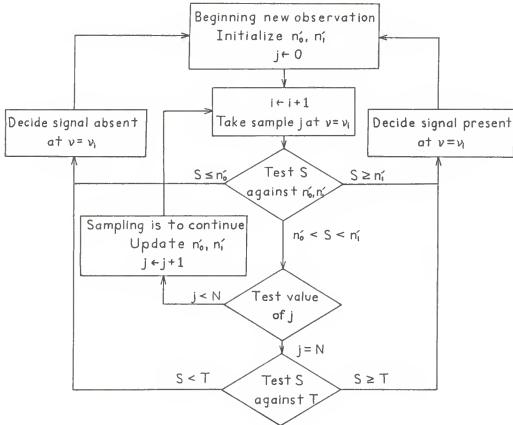 Beginning new observation
Initialize n₀′, n₁′
j←0
i←i+1
Take sample j at ν=ν₁
Decide signal absent
at ν=ν₁
Decide signal present
at ν=ν₁
S≤n₀′
Test S
against n₀′,n₁′
S≥n₁′
Sampling is to continue
Update n₀′, n₁′
j←j+1
n₀′ < S < n₁′
j<N
Test value
of j
j=N
S<T
Test S
against T
S≥T